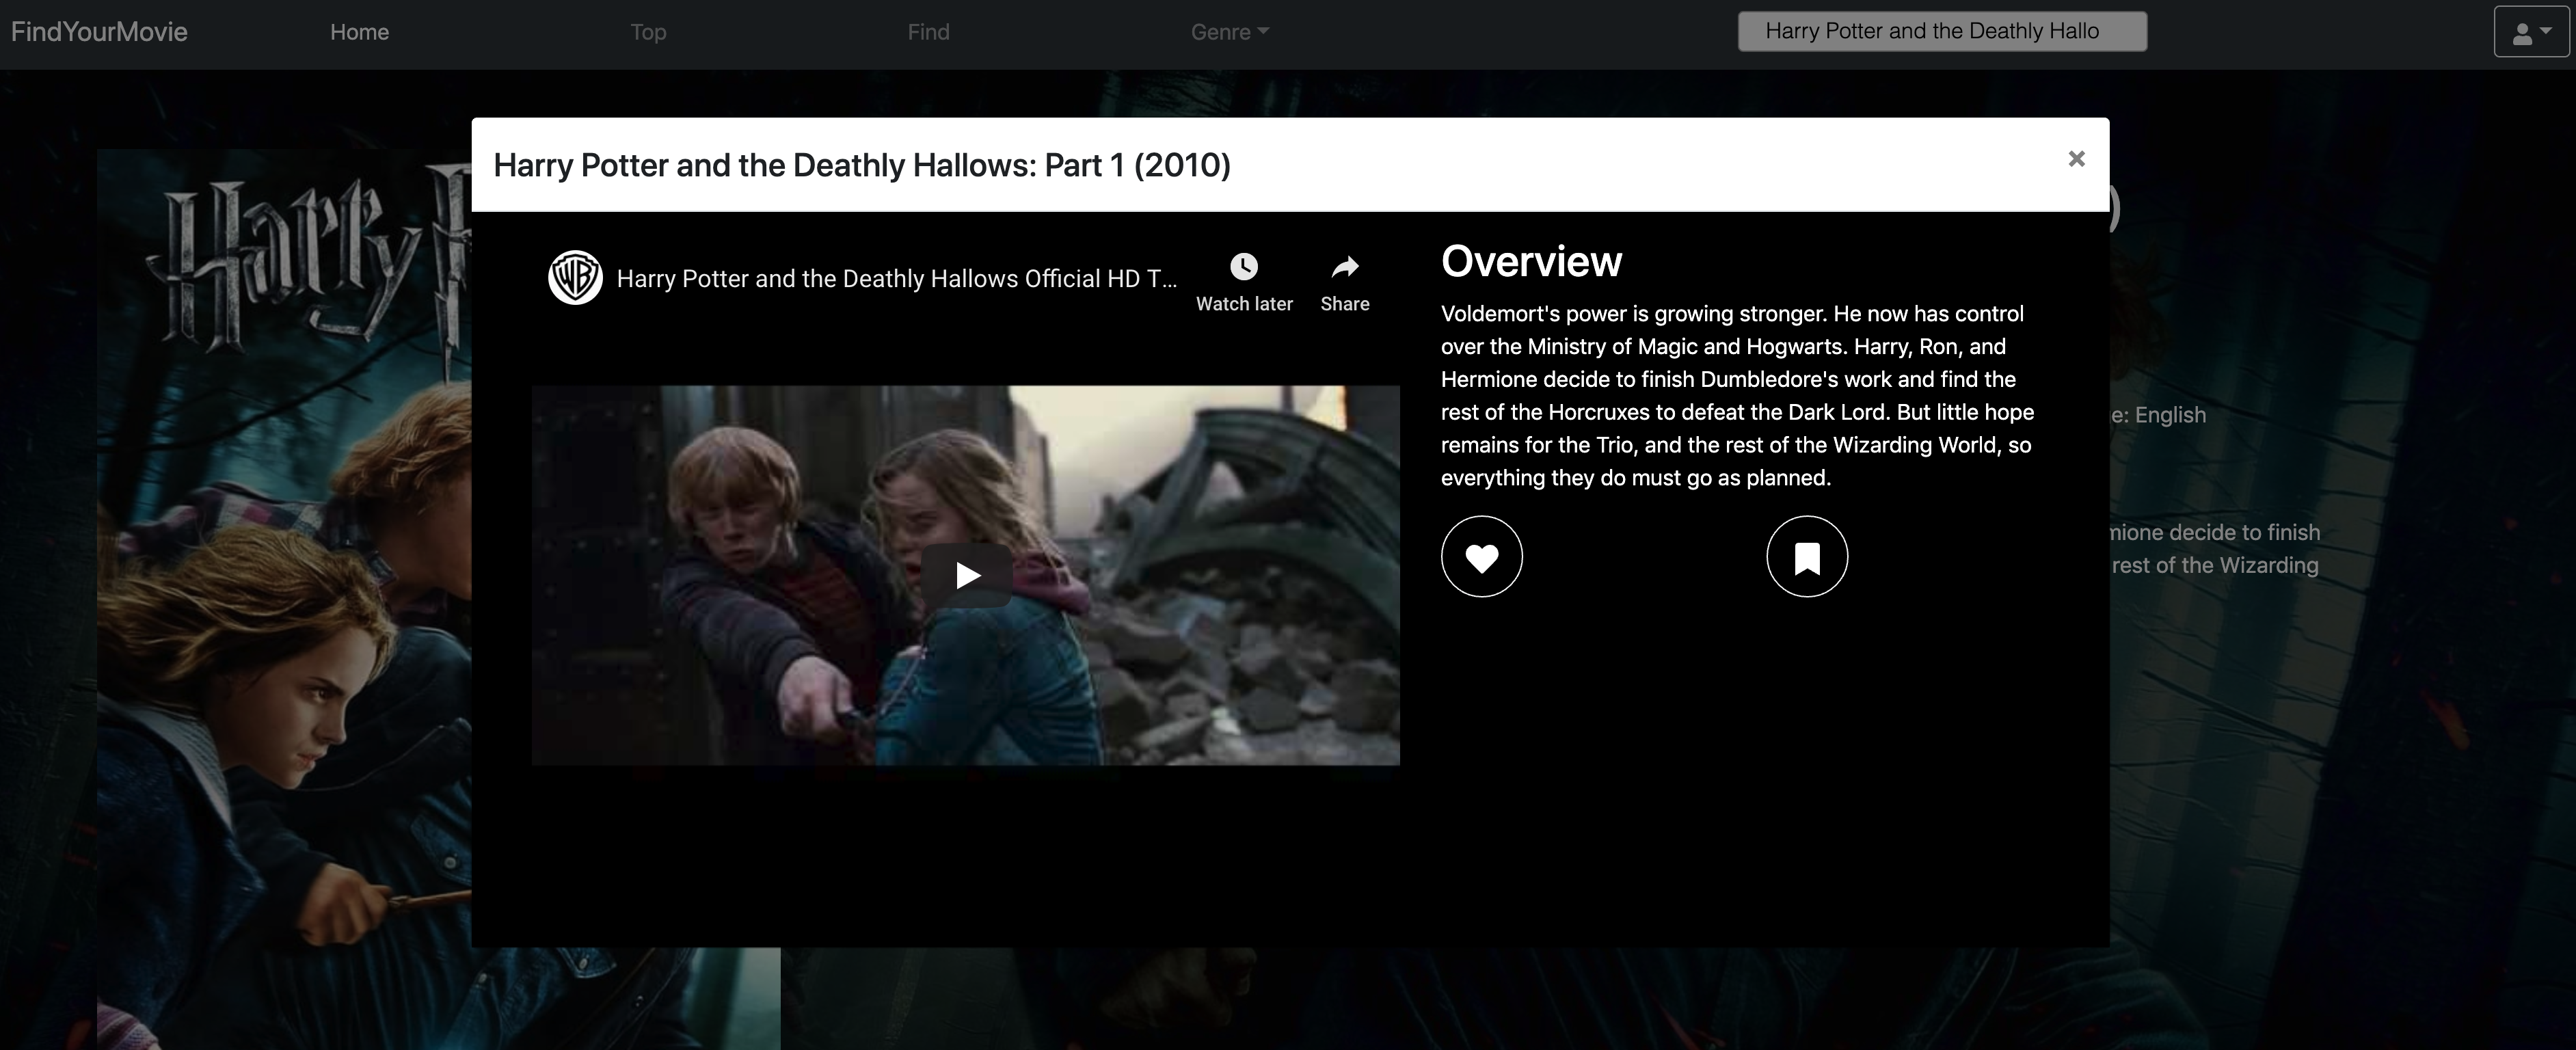 FindYourMovie Home Top Find Genre Harry Potter and the Deathly Hallo
Harry Potter and the Deathly Hallows: Part 1 (2010)
×
)
Harry
WB Harry Potter and the Deathly Hallows Official HD T...
Watch later Share
Overview
Voldemort's power is growing stronger. He now has control
over the Ministry of Magic and Hogwarts. Harry, Ron, and
Hermione decide to finish Dumbledore's work and find the
rest of the Horcruxes to defeat the Dark Lord. But little hope
remains for the Trio, and the rest of the Wizarding World, so
everything they do must go as planned.
e: English
mione decide to finish
rest of the Wizarding